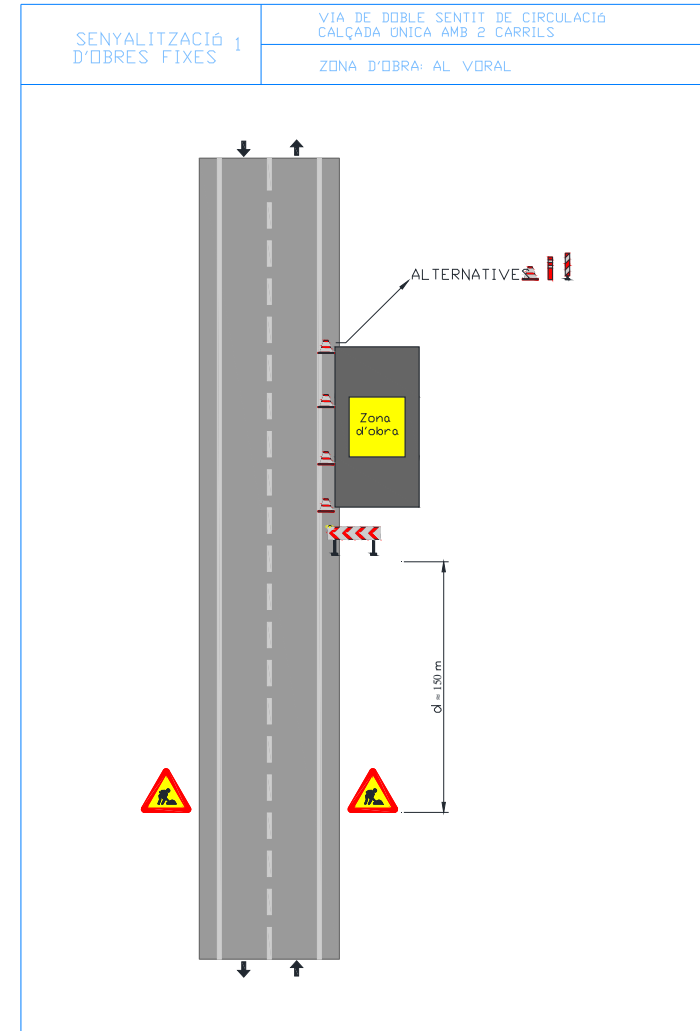 SENYALITZACIÓ 1
D'OBRES FIXES
VIA DE DOBLE SENTIT DE CIRCULACIÓ
CALÇADA ÚNICA AMB 2 CARRILS
ZONA D'OBRA: AL VORAL
ALTERNATIVES
Zona
d'obra
d ≈ 150 m